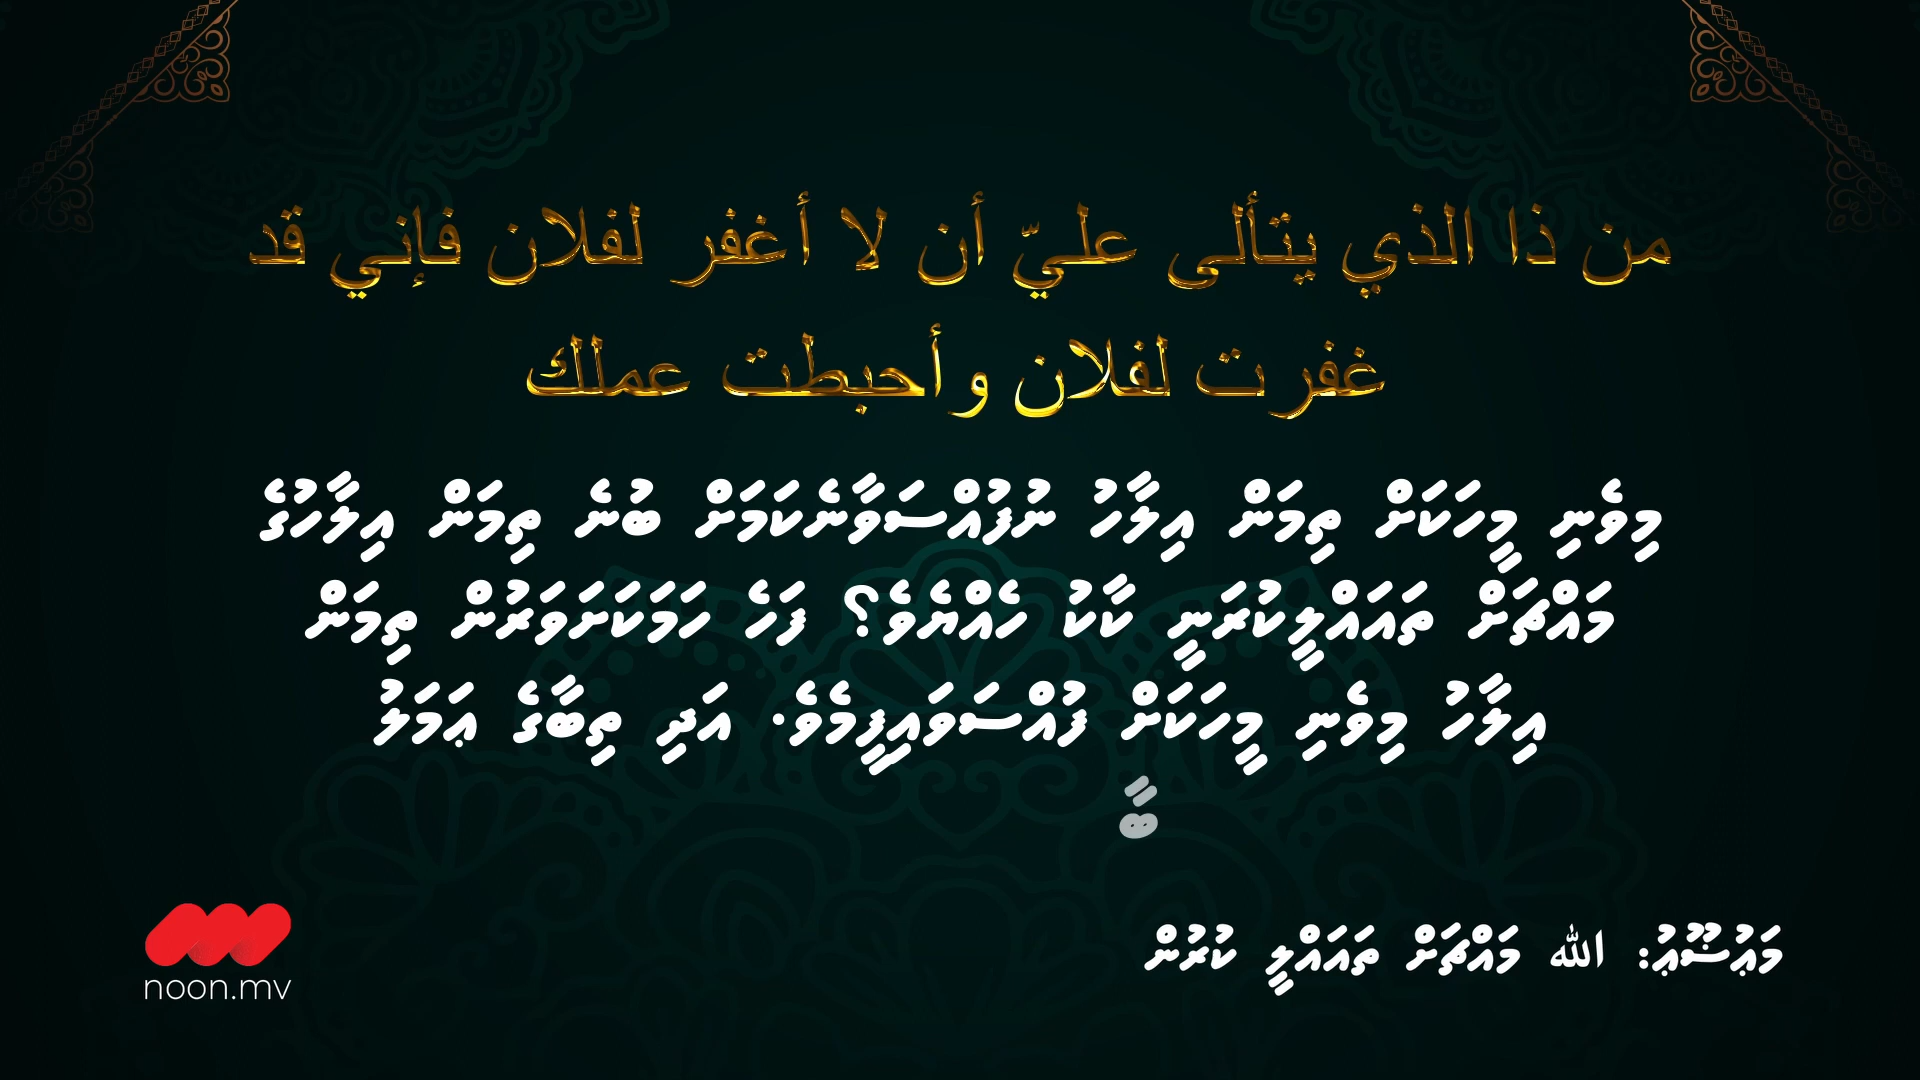 من ذا الذي يتألى عليّ أن لا أغفر لفلان فإني قد
غفرت لفلان وأحبطت عملك
މިވެނި މީހަކަށް ތިމަން އިލާހު ނުފުއްސަވާނެކަމަށް ބުނެ ތިމަން އިލާހުގެ
މައްޗަށް ތައައްލީކުރަނީ ކާކު ހެއްޔެވެ؟ ފަހެ ހަމަކަށަވަރުން ތިމަން
އިލާހު މިވެނި މީހަކަށް ފުއްސަވައިފީމެވެ. އަދި ތިބާގެ ޢަމަލު
ބާ
މަޢުޟޫޢު: الله މައްޗަށް ތައައްލީ ކުރުން
noon.mv